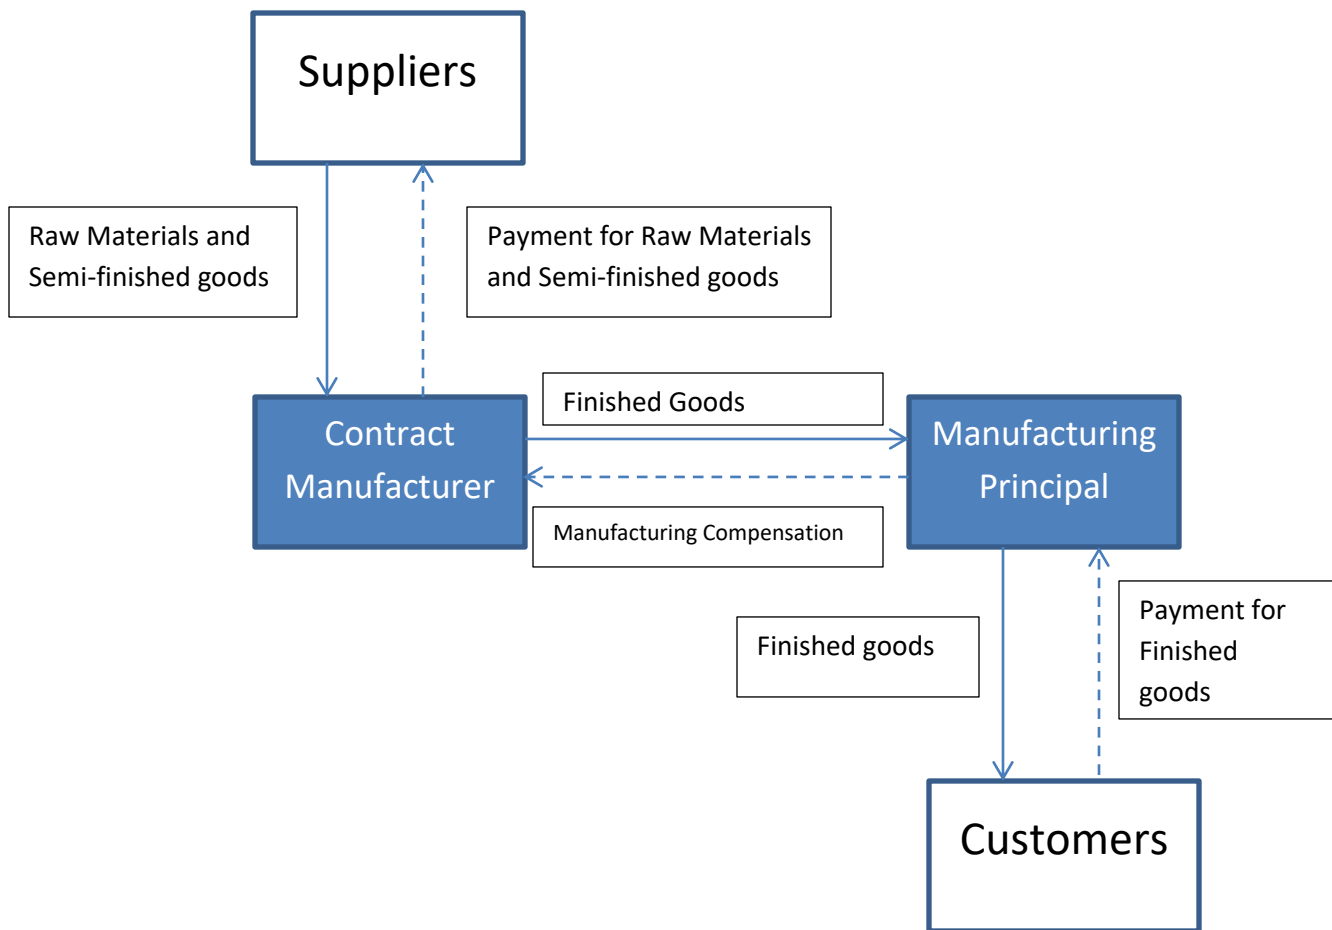 Suppliers
Raw Materials and
Semi-finished goods
Payment for Raw Materials
and Semi-finished goods
Contract
Manufacturer
Finished Goods
Manufacturing Compensation
Manufacturing
Principal
Finished goods
Payment for
Finished
goods
Customers